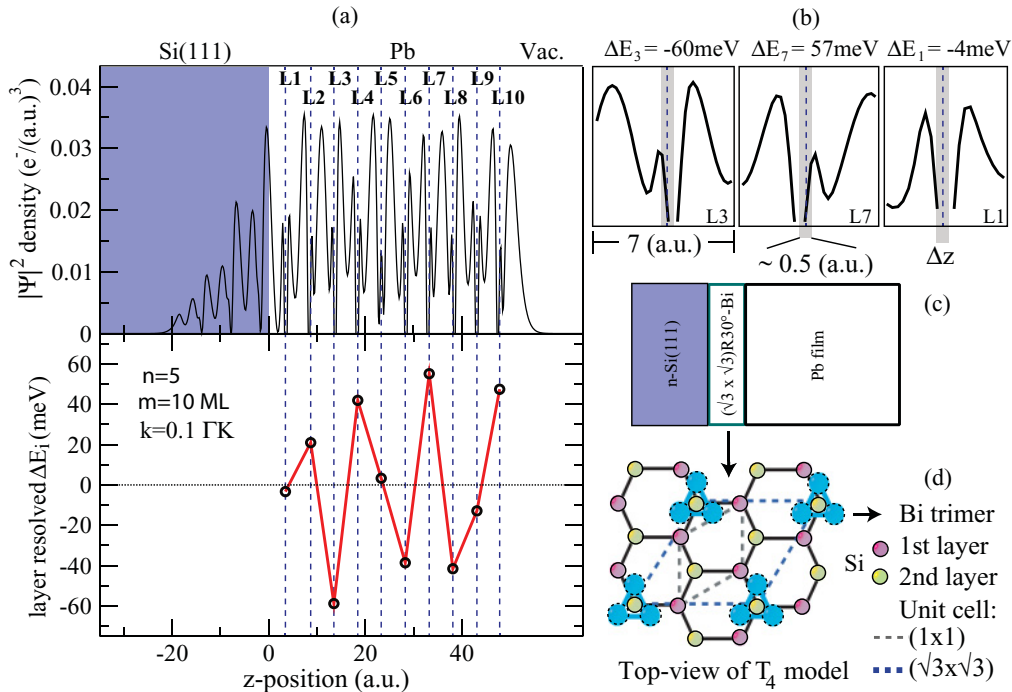 (a)
Si(111) Pb Vac.
L1 L3 L5 L7 L9
L2 L4 L6 L8 L10
|Ψ|² density (e⁻/(a.u.)³)
0.04
0.03
0.02
0.01
0
n=5
m=10 ML
k=0.1 ΓK
layer resolved ΔEᵢ (meV)
60
40
20
0
-20
-40
-60
-20 0 20 40
z-position (a.u.)
(b)
ΔE₃ = -60meV ΔE₇ = 57meV ΔE₁ = -4meV
L3 L7 L1
7 (a.u.)
~ 0.5 (a.u.)
Δz
(c)
n-Si(111)
(√3 x √3)R30°-Bi
Pb film
(d)
Bi trimer
Si
1st layer
2nd layer
Unit cell:
(1x1)
(√3x√3)
Top-view of T₄ model